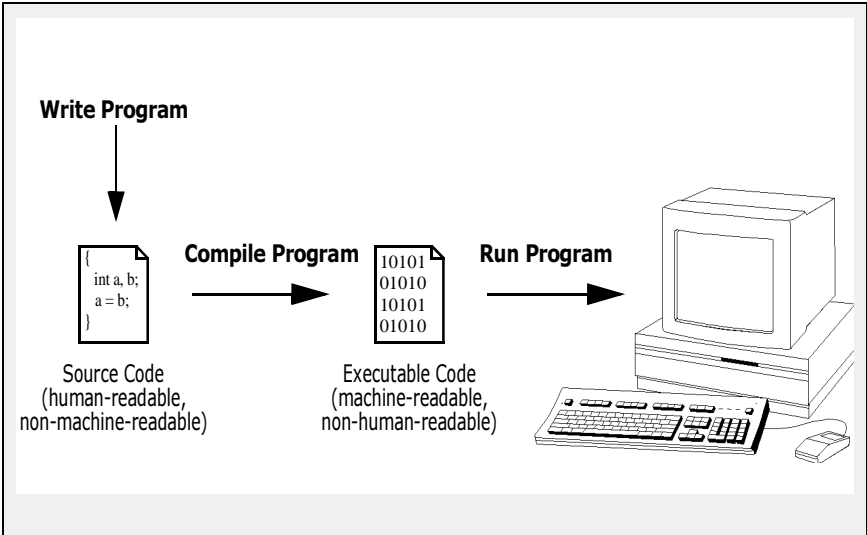 Write Program
{
int a, b;
a = b;
}
Compile Program
10101
01010
10101
01010
Run Program
Source Code
(human-readable,
non-machine-readable)
Executable Code
(machine-readable,
non-human-readable)